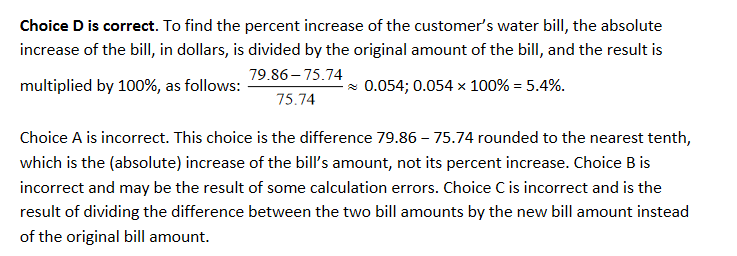 Choice D is correct. To find the percent increase of the customer’s water bill, the absolute
increase of the bill, in dollars, is divided by the original amount of the bill, and the result is
multiplied by 100%, as follows: 79.86 – 75.74 / 75.74 ≈ 0.054; 0.054 × 100% = 5.4%.
Choice A is incorrect. This choice is the difference 79.86 – 75.74 rounded to the nearest tenth,
which is the (absolute) increase of the bill’s amount, not its percent increase. Choice B is
incorrect and may be the result of some calculation errors. Choice C is incorrect and is the
result of dividing the difference between the two bill amounts by the new bill amount instead
of the original bill amount.